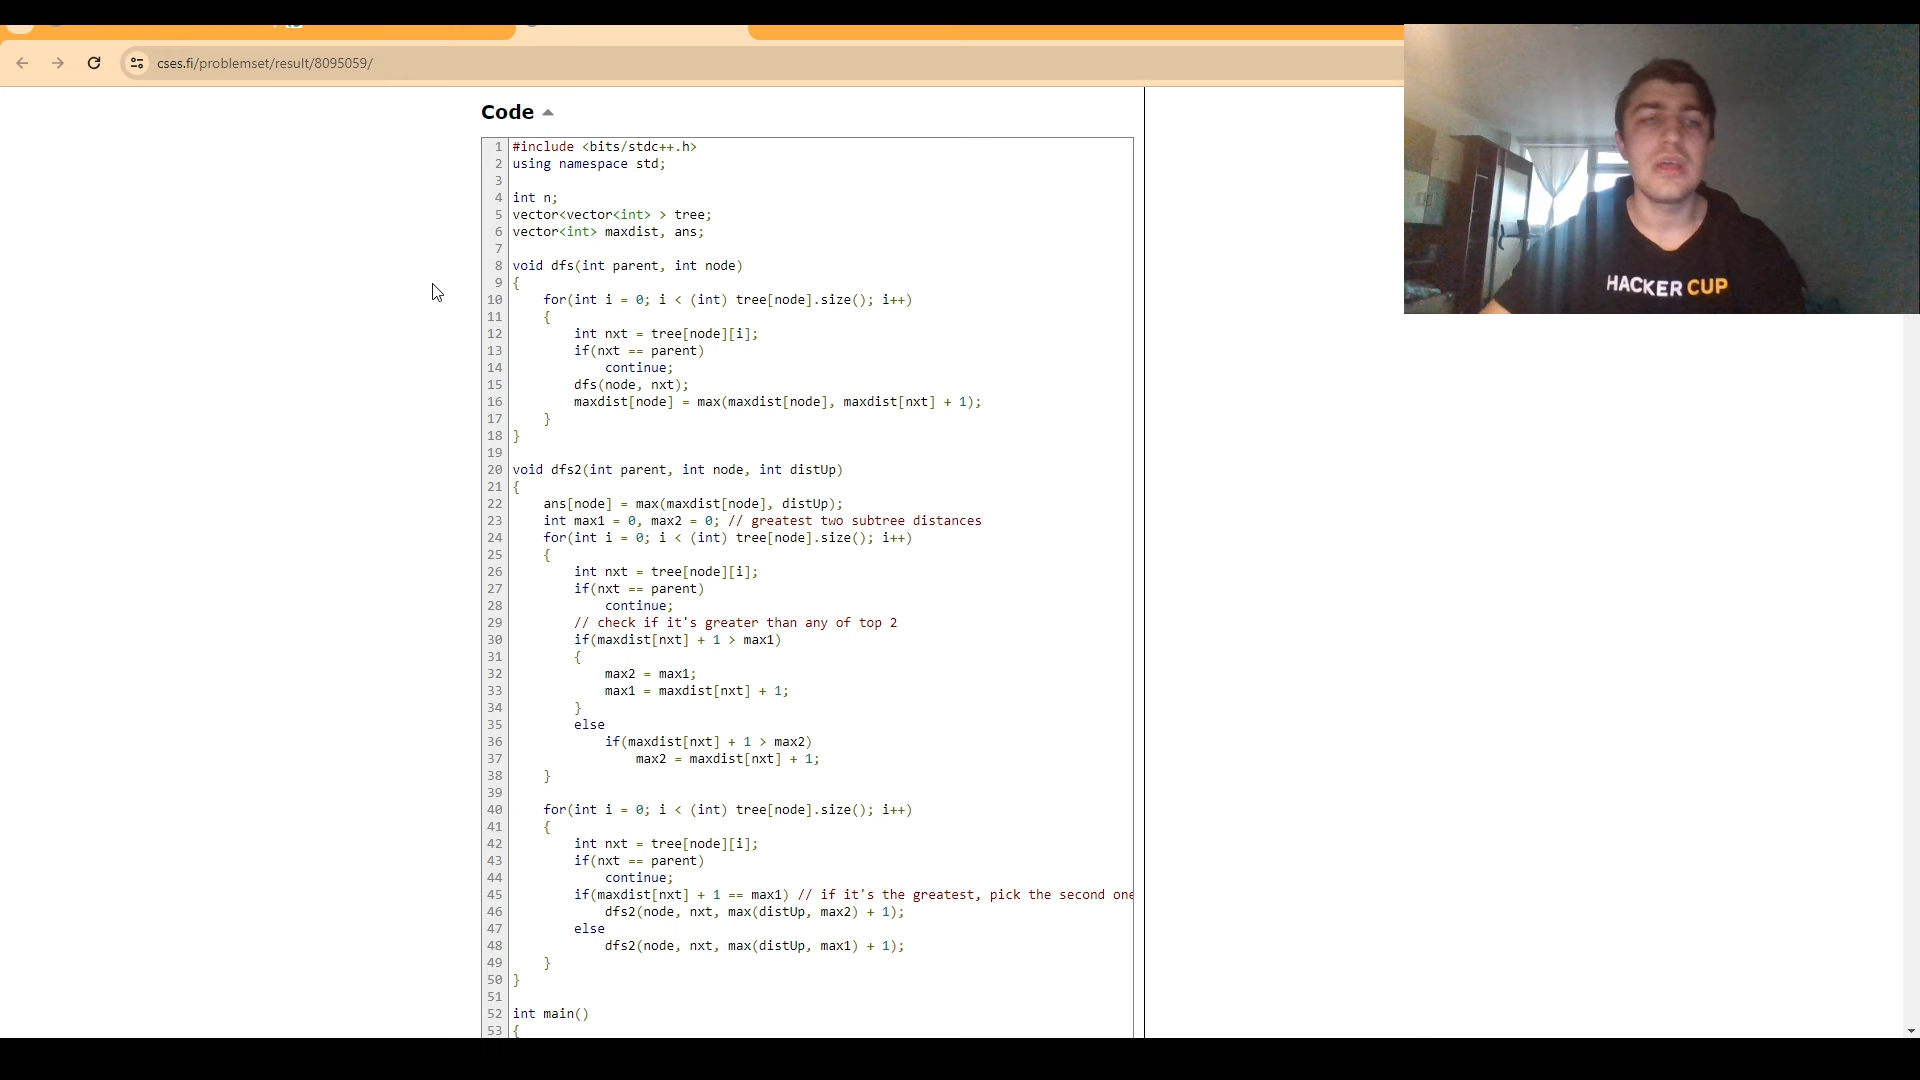 cses.fi/problemset/result/8095059/
Code
1 #include <bits/stdc++.h>
2 using namespace std;
3
4 int n;
5 vector<vector<int> > tree;
6 vector<int> maxdist, ans;
7
8 void dfs(int parent, int node)
9 {
10 for(int i = 0; i < (int) tree[node].size(); i++)
11 {
12 int nxt = tree[node][i];
13 if(nxt == parent)
14 continue;
15 dfs(node, nxt);
16 maxdist[node] = max(maxdist[node], maxdist[nxt] + 1);
17 }
18 }
19
20 void dfs2(int parent, int node, int distUp)
21 {
22 ans[node] = max(maxdist[node], distUp);
23 int max1 = 0, max2 = 0; // greatest two subtree distances
24 for(int i = 0; i < (int) tree[node].size(); i++)
25 {
26 int nxt = tree[node][i];
27 if(nxt == parent)
28 continue;
29 // check if it's greater than any of top 2
30 if(maxdist[nxt] + 1 > max1)
31 {
32 max2 = max1;
33 max1 = maxdist[nxt] + 1;
34 }
35 else
36 if(maxdist[nxt] + 1 > max2)
37 max2 = maxdist[nxt] + 1;
38 }
39
40 for(int i = 0; i < (int) tree[node].size(); i++)
41 {
42 int nxt = tree[node][i];
43 if(nxt == parent)
44 continue;
45 if(maxdist[nxt] + 1 == max1) // if it's the greatest, pick the second one
46 dfs2(node, nxt, max(distUp, max2) + 1);
47 else
48 dfs2(node, nxt, max(distUp, max1) + 1);
49 }
50 }
51
52 int main()
53 {
HACKER CUP